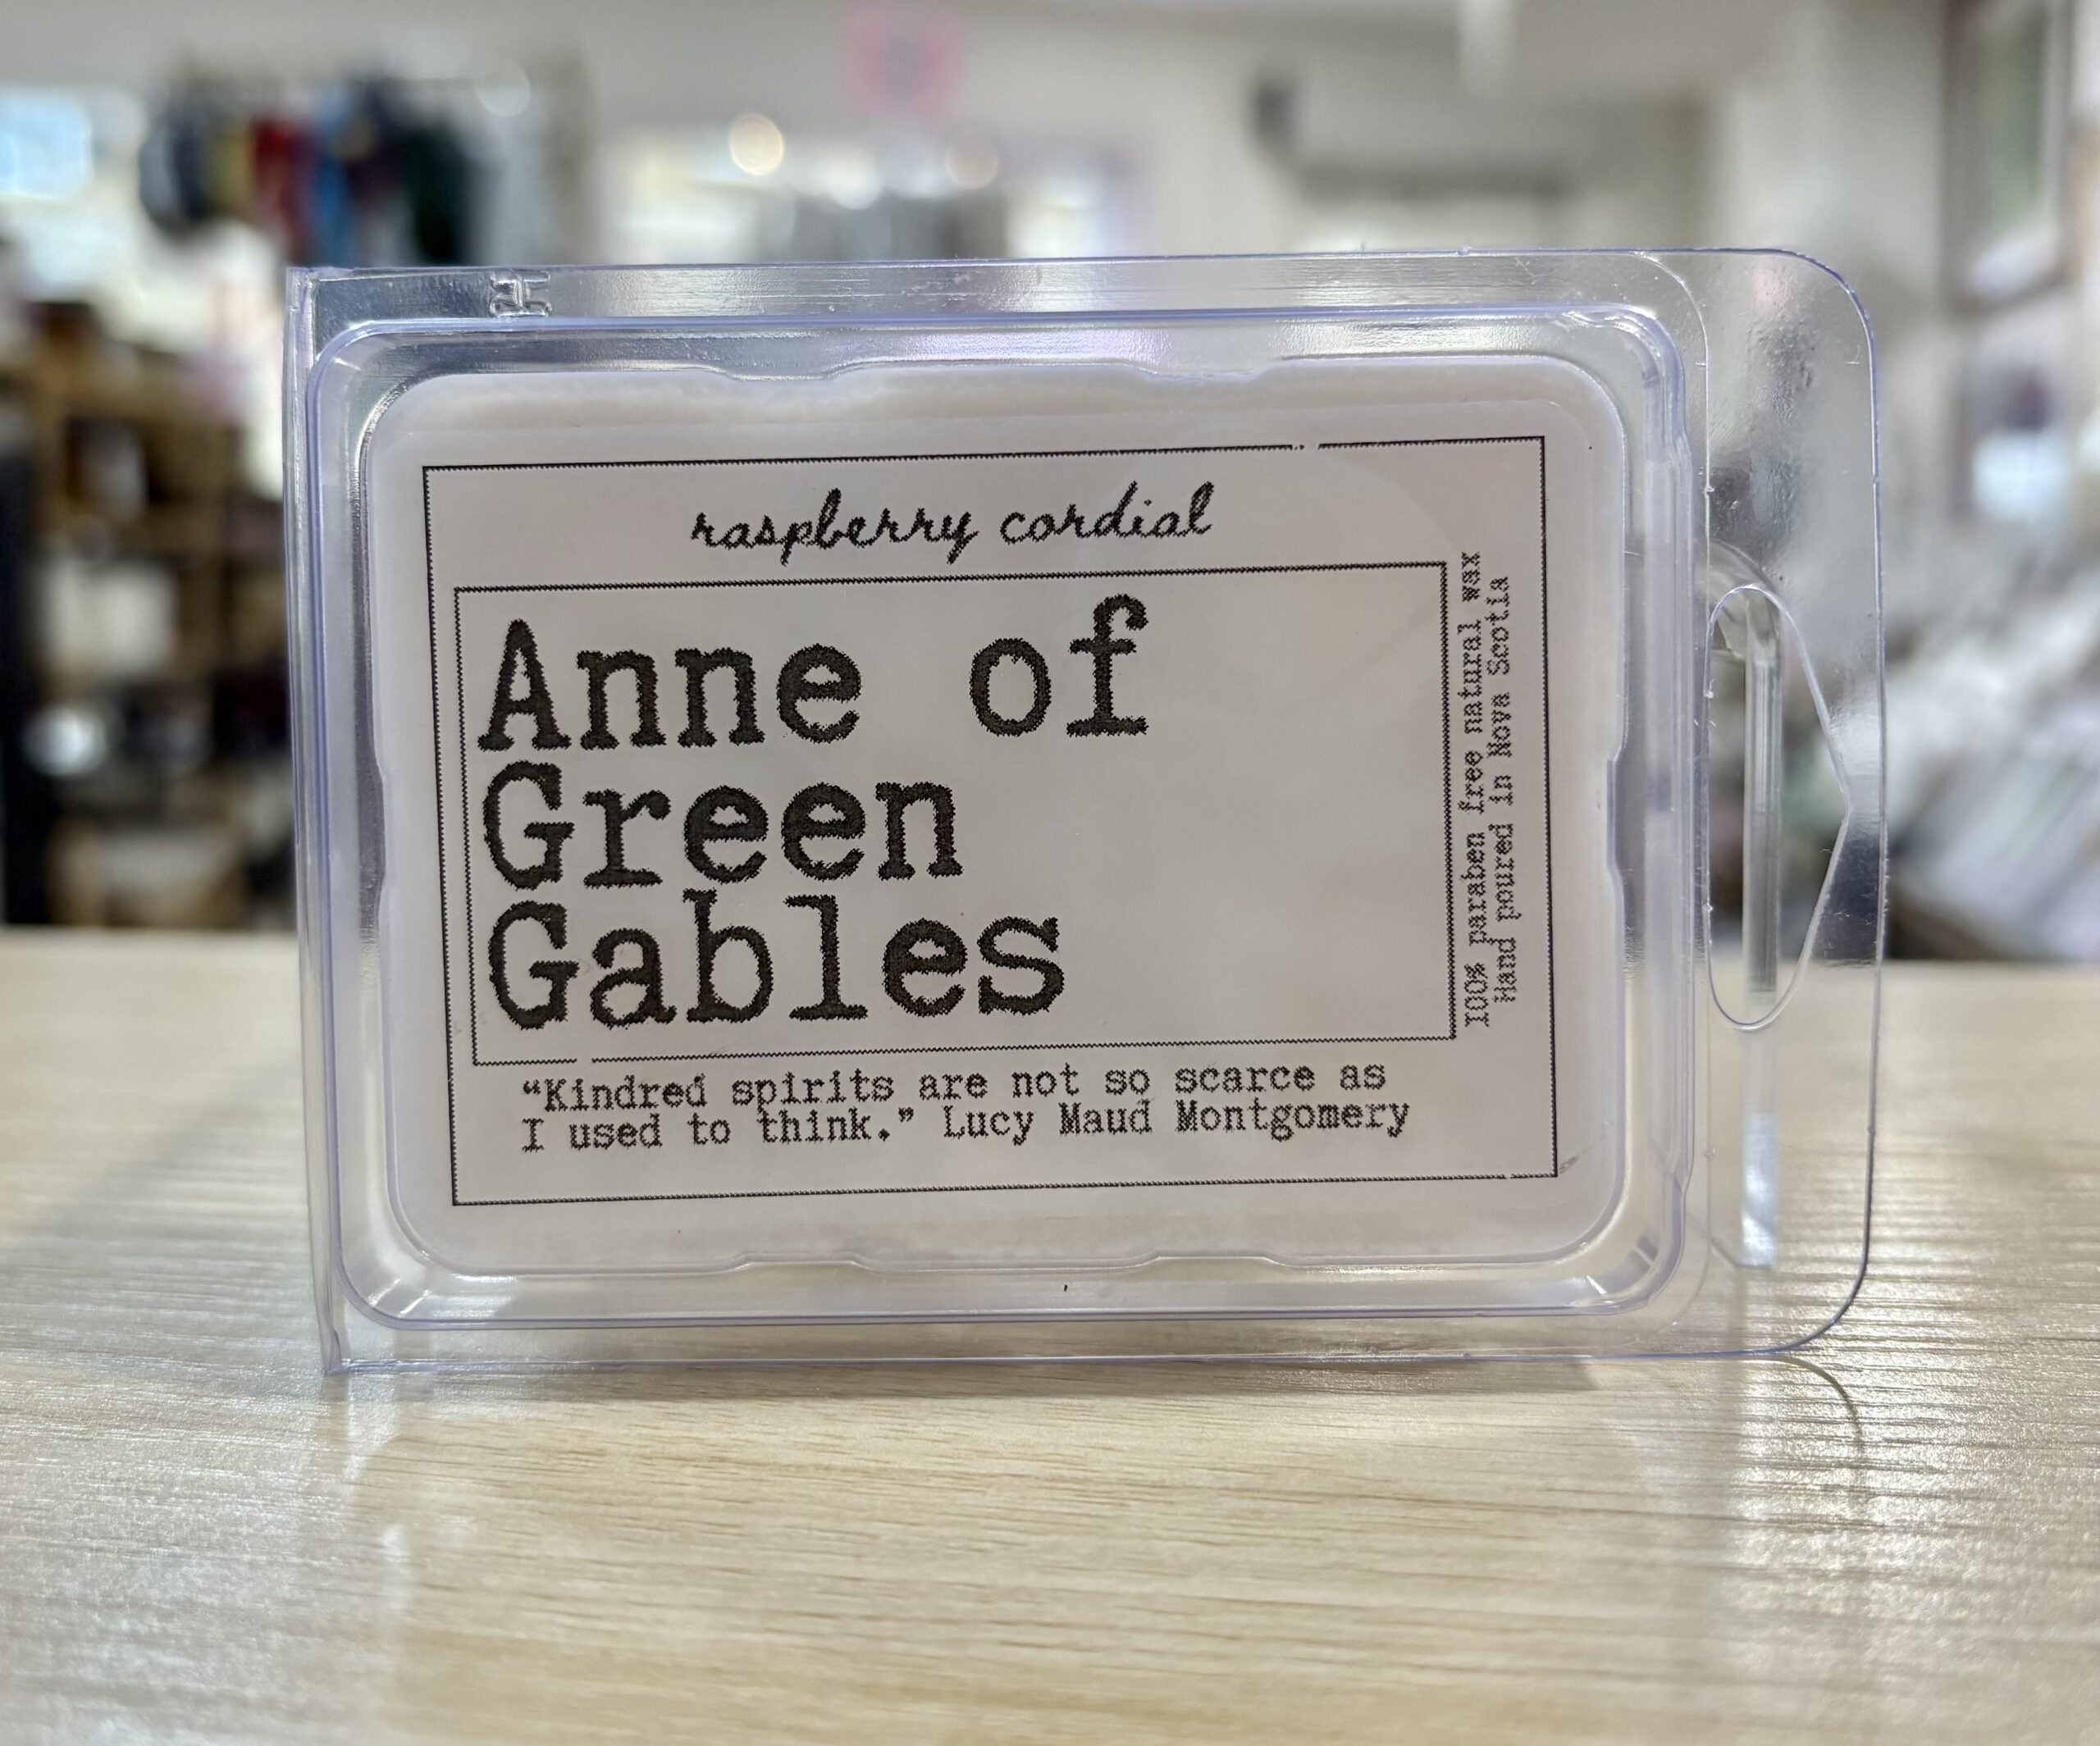 raspberry cordial
Anne of
Green
Gables
100% paraben free natural wax
Hand poured in Nova Scotia
“Kindred spirits are not so scarce as
I used to think.” Lucy Maud Montgomery